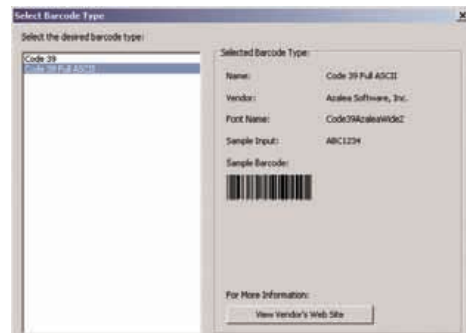 Select Barcode Type
Select the desired barcode type:
Code 39
Code 39 Full ASCII
Selected Barcode Type:
Name: Code 39 Full ASCII
Vendor: Azalea Software, Inc.
Font Name: Code39AzaleaWide2
Sample Input: ABC1234
Sample Barcode:
For More Information:
View Vendor's Web Site